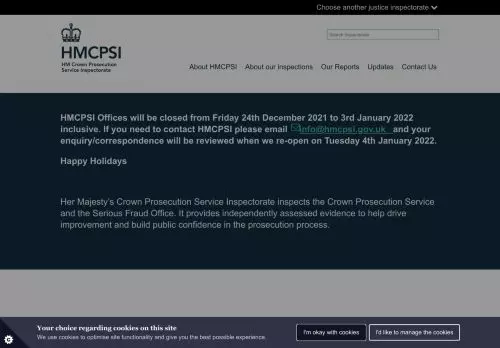 Choose another justice inspectorate
HMCPSI
HM Crown Prosecution
Service Inspectorate
Search Inspectorate
About HMCPSI About our inspections Our Reports Updates Contact Us
HMCPSI Offices will be closed from Friday 24th December 2021 to 3rd January 2022
inclusive. If you need to contact HMCPSI please email info@hmcpsi.gov.uk and your
enquiry/correspondence will be reviewed when we re-open on Tuesday 4th January 2022.
Happy Holidays
Her Majesty's Crown Prosecution Service Inspectorate inspects the Crown Prosecution Service
and the Serious Fraud Office. It provides independently assessed evidence to help drive
improvement and build public confidence in the prosecution process.
Your choice regarding cookies on this site
We use cookies to optimise site functionality and give you the best possible experience.
I'm okay with cookies
I'd like to manage the cookies